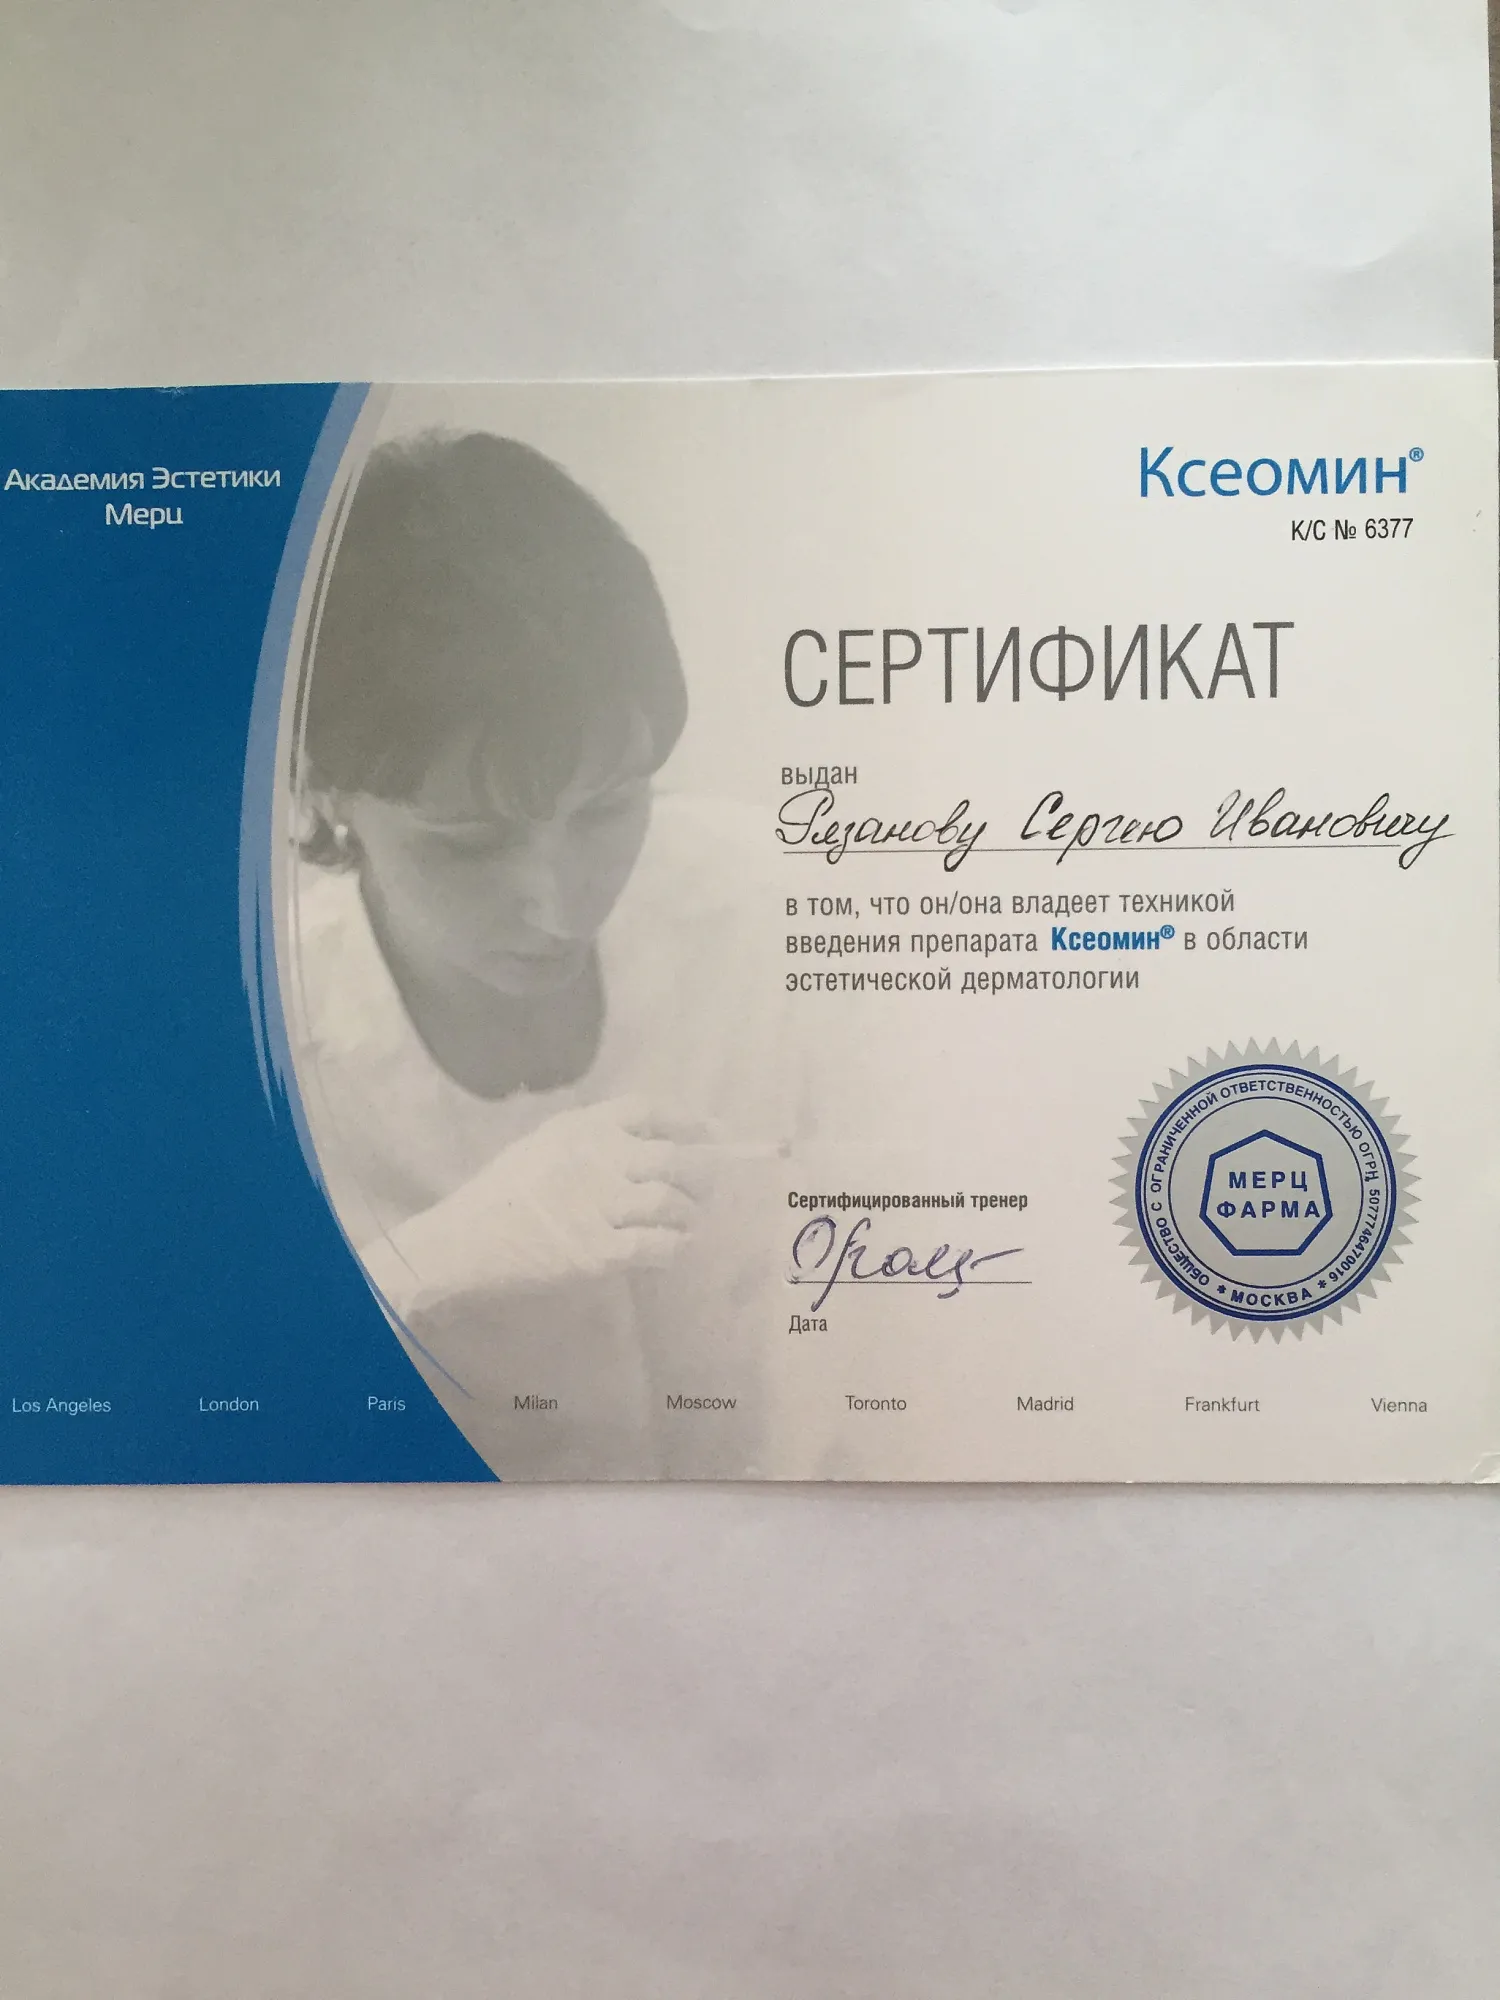 Академия Эстетики
Мерц
Ксеомин®
К/С № 6377
СЕРТИФИКАТ
выдан
Рязанову Сергею Ивановичу
в том, что он/она владеет техникой
введения препарата Ксеомин® в области
эстетической дерматологии
Сертифицированный тренер
Дата
ОБЩЕСТВО С ОГРАНИЧЕННОЙ ОТВЕТСТВЕННОСТЬЮ ОГРН 5077746470016
* МОСКВА *
МЕРЦ
ФАРМА
Los Angeles London Paris Milan Moscow Toronto Madrid Frankfurt Vienna